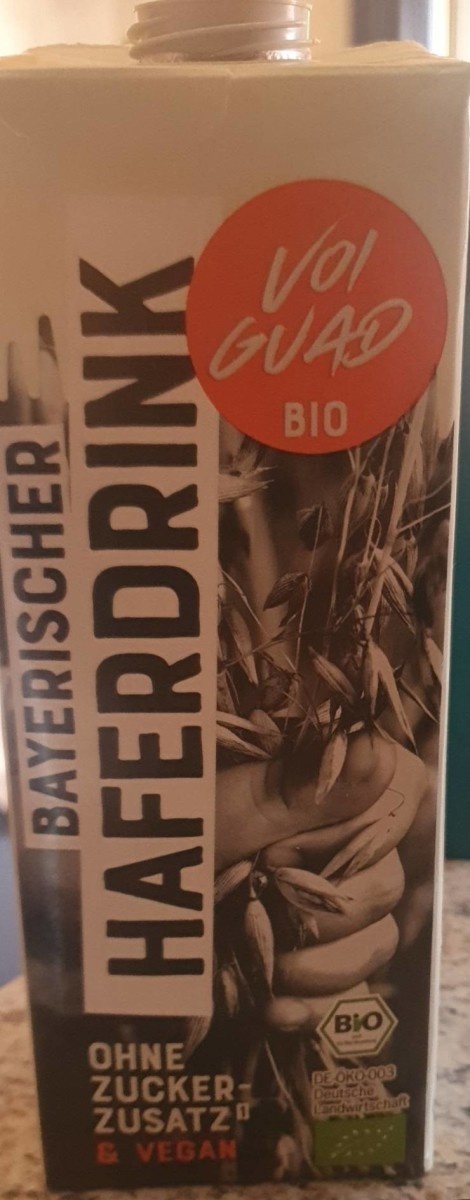 VOI
GUAD
BIO
BAYERISCHER
HAFERDRINK
OHNE
ZUCKER-
ZUSATZ¹
& VEGAN
Bio
DE-ÖKO-003
Deutsche
Landwirtschaft